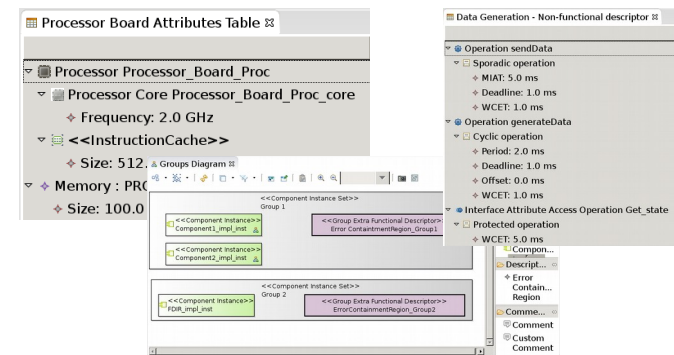 Processor Board Attributes Table
Processor Processor_Board_Proc
Processor Core Processor_Board_Proc_core
Frequency: 2.0 GHz
<<InstructionCache>>
Size: 512.
Memory : PRO
Size: 100.0
Data Generation - Non-functional descriptor
Operation sendData
Sporadic operation
MIAT: 5.0 ms
Deadline: 1.0 ms
WCET: 1.0 ms
Operation generateData
Cyclic operation
Period: 2.0 ms
Deadline: 1.0 ms
Offset: 0.0 ms
WCET: 1.0 ms
Interface Attribute Access Operation Get_state
Protected operation
WCET: 5.0 ms
Groups Diagram
<<Component Instance Set>>
Group 1
<<Component Instance>>
Component1_impl_inst
<<Group Extra Functional Descriptor>>
Error ContaintmentRegion_Group1
<<Component Instance>>
Component2_impl_inst
<<Component Instance Set>>
Group 2
<<Component Instance>>
FDIR_impl_inst
<<Group Extra Functional Descriptor>>
ErrorContainmentRegion_Group2
Compon...
Descript...
Error
Contain...
Region
Comme...
Comment
Custom
Comment